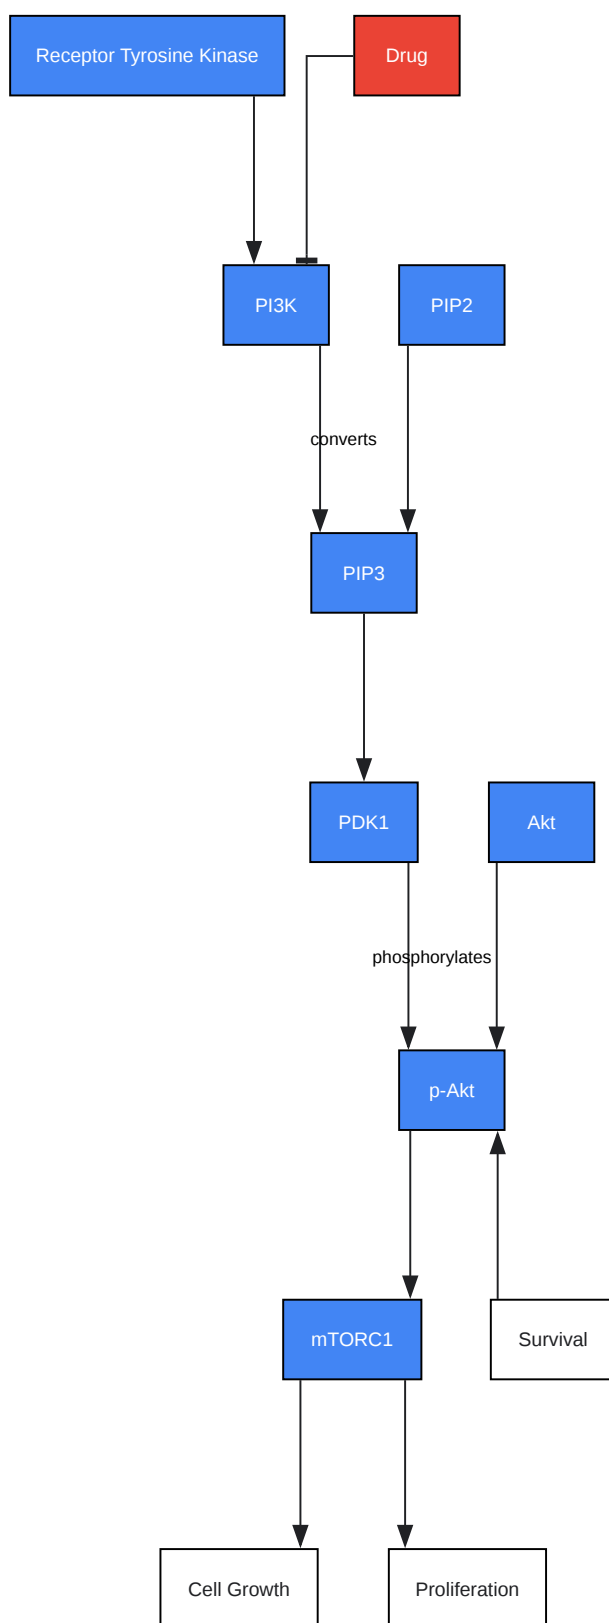 Receptor Tyrosine Kinase
Drug
PI3K
PIP2
converts
PIP3
PDK1
Akt
phosphorylates
p-Akt
mTORC1
Survival
Cell Growth
Proliferation